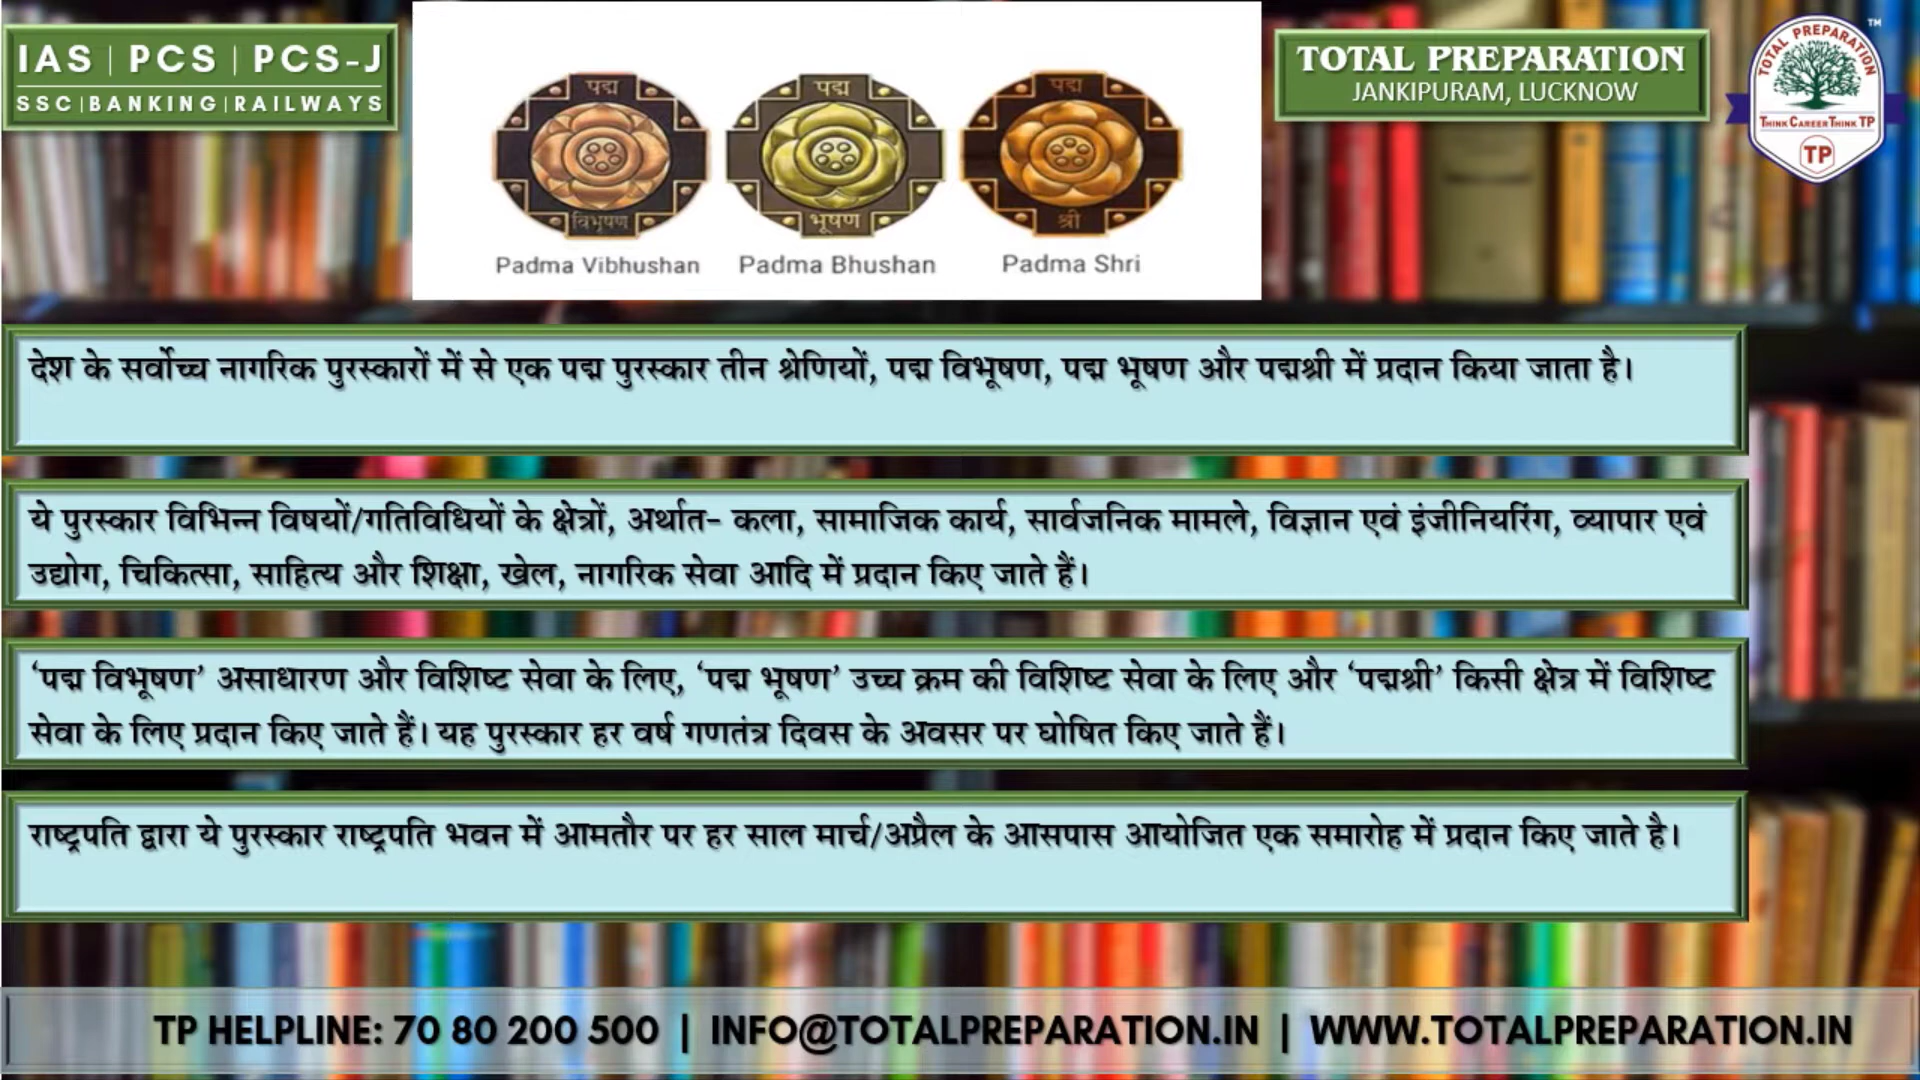 IAS | PCS | PCS-J
SSC|BANKING|RAILWAYS
पद्म
विभूषण
Padma Vibhushan
पद्म
भूषण
Padma Bhushan
पद्म
श्री
Padma Shri
TOTAL PREPARATION
JANKIPURAM, LUCKNOW
TOTAL PREPARATION
TM
THINK CAREER THINK TP
TP
देश के सर्वोच्च नागरिक पुरस्कारों में से एक पद्म पुरस्कार तीन श्रेणियों, पद्म विभूषण, पद्म भूषण और पद्मश्री में प्रदान किया जाता है।
ये पुरस्कार विभिन्न विषयों/गतिविधियों के क्षेत्रों, अर्थात- कला, सामाजिक कार्य, सार्वजनिक मामले, विज्ञान एवं इंजीनियरिंग, व्यापार एवं
उद्योग, चिकित्सा, साहित्य और शिक्षा, खेल, नागरिक सेवा आदि में प्रदान किए जाते हैं।
‘पद्म विभूषण’ असाधारण और विशिष्ट सेवा के लिए, ‘पद्म भूषण’ उच्च क्रम की विशिष्ट सेवा के लिए और ‘पद्मश्री’ किसी क्षेत्र में विशिष्ट
सेवा के लिए प्रदान किए जाते हैं। यह पुरस्कार हर वर्ष गणतंत्र दिवस के अवसर पर घोषित किए जाते हैं।
राष्ट्रपति द्वारा ये पुरस्कार राष्ट्रपति भवन में आमतौर पर हर साल मार्च/अप्रैल के आसपास आयोजित एक समारोह में प्रदान किए जाते है।
TP HELPLINE: 70 80 200 500 | INFO@TOTALPREPARATION.IN | WWW.TOTALPREPARATION.IN